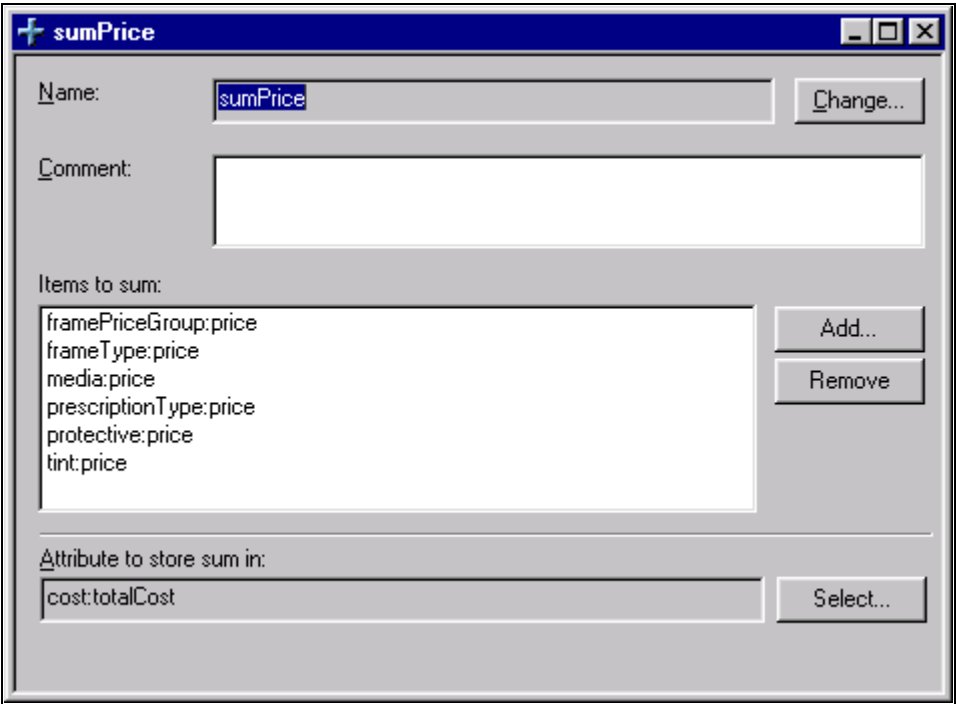 sumPrice
Name:
sumPrice
Change...
Comment:
Items to sum:
framePriceGroup:price
frameType:price
media:price
prescriptionType:price
protective:price
tint:price
Add...
Remove
Attribute to store sum in:
cost:totalCost
Select...